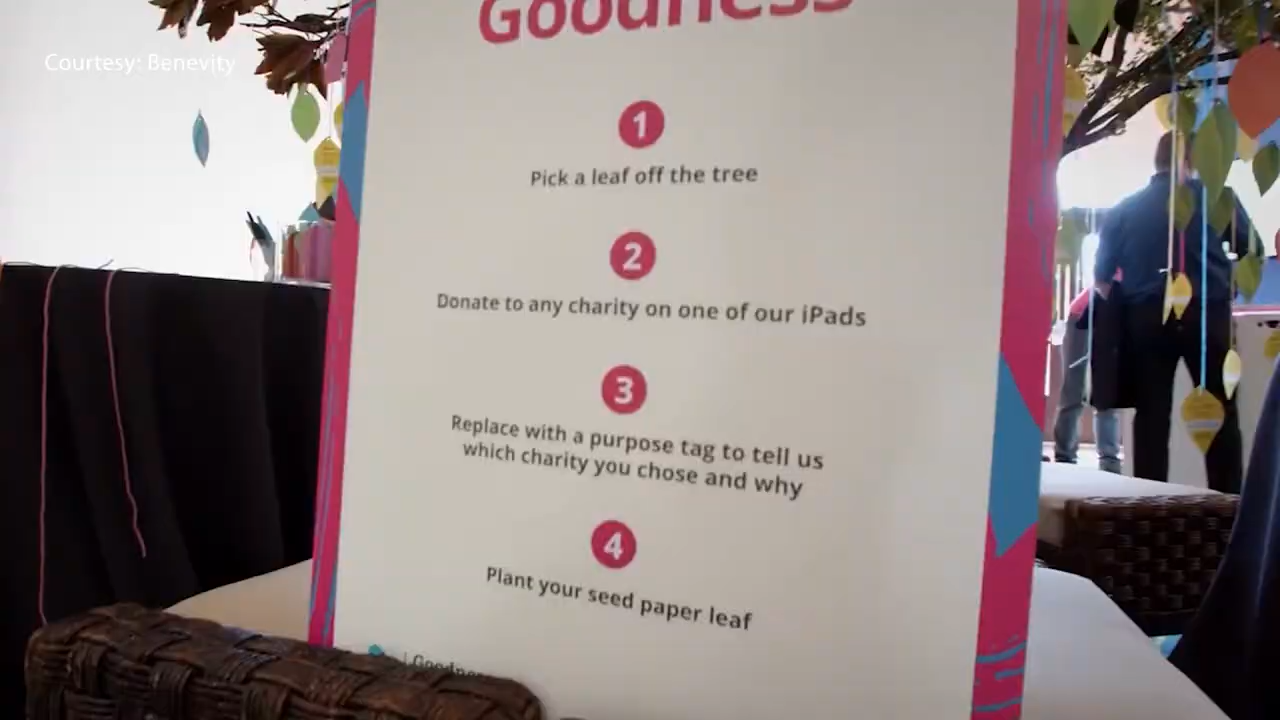 Goodness
Courtesy: Benevity
1
Pick a leaf off the tree
2
Donate to any charity on one of our iPads
3
Replace with a purpose tag to tell us
which charity you chose and why
4
Plant your seed paper leaf